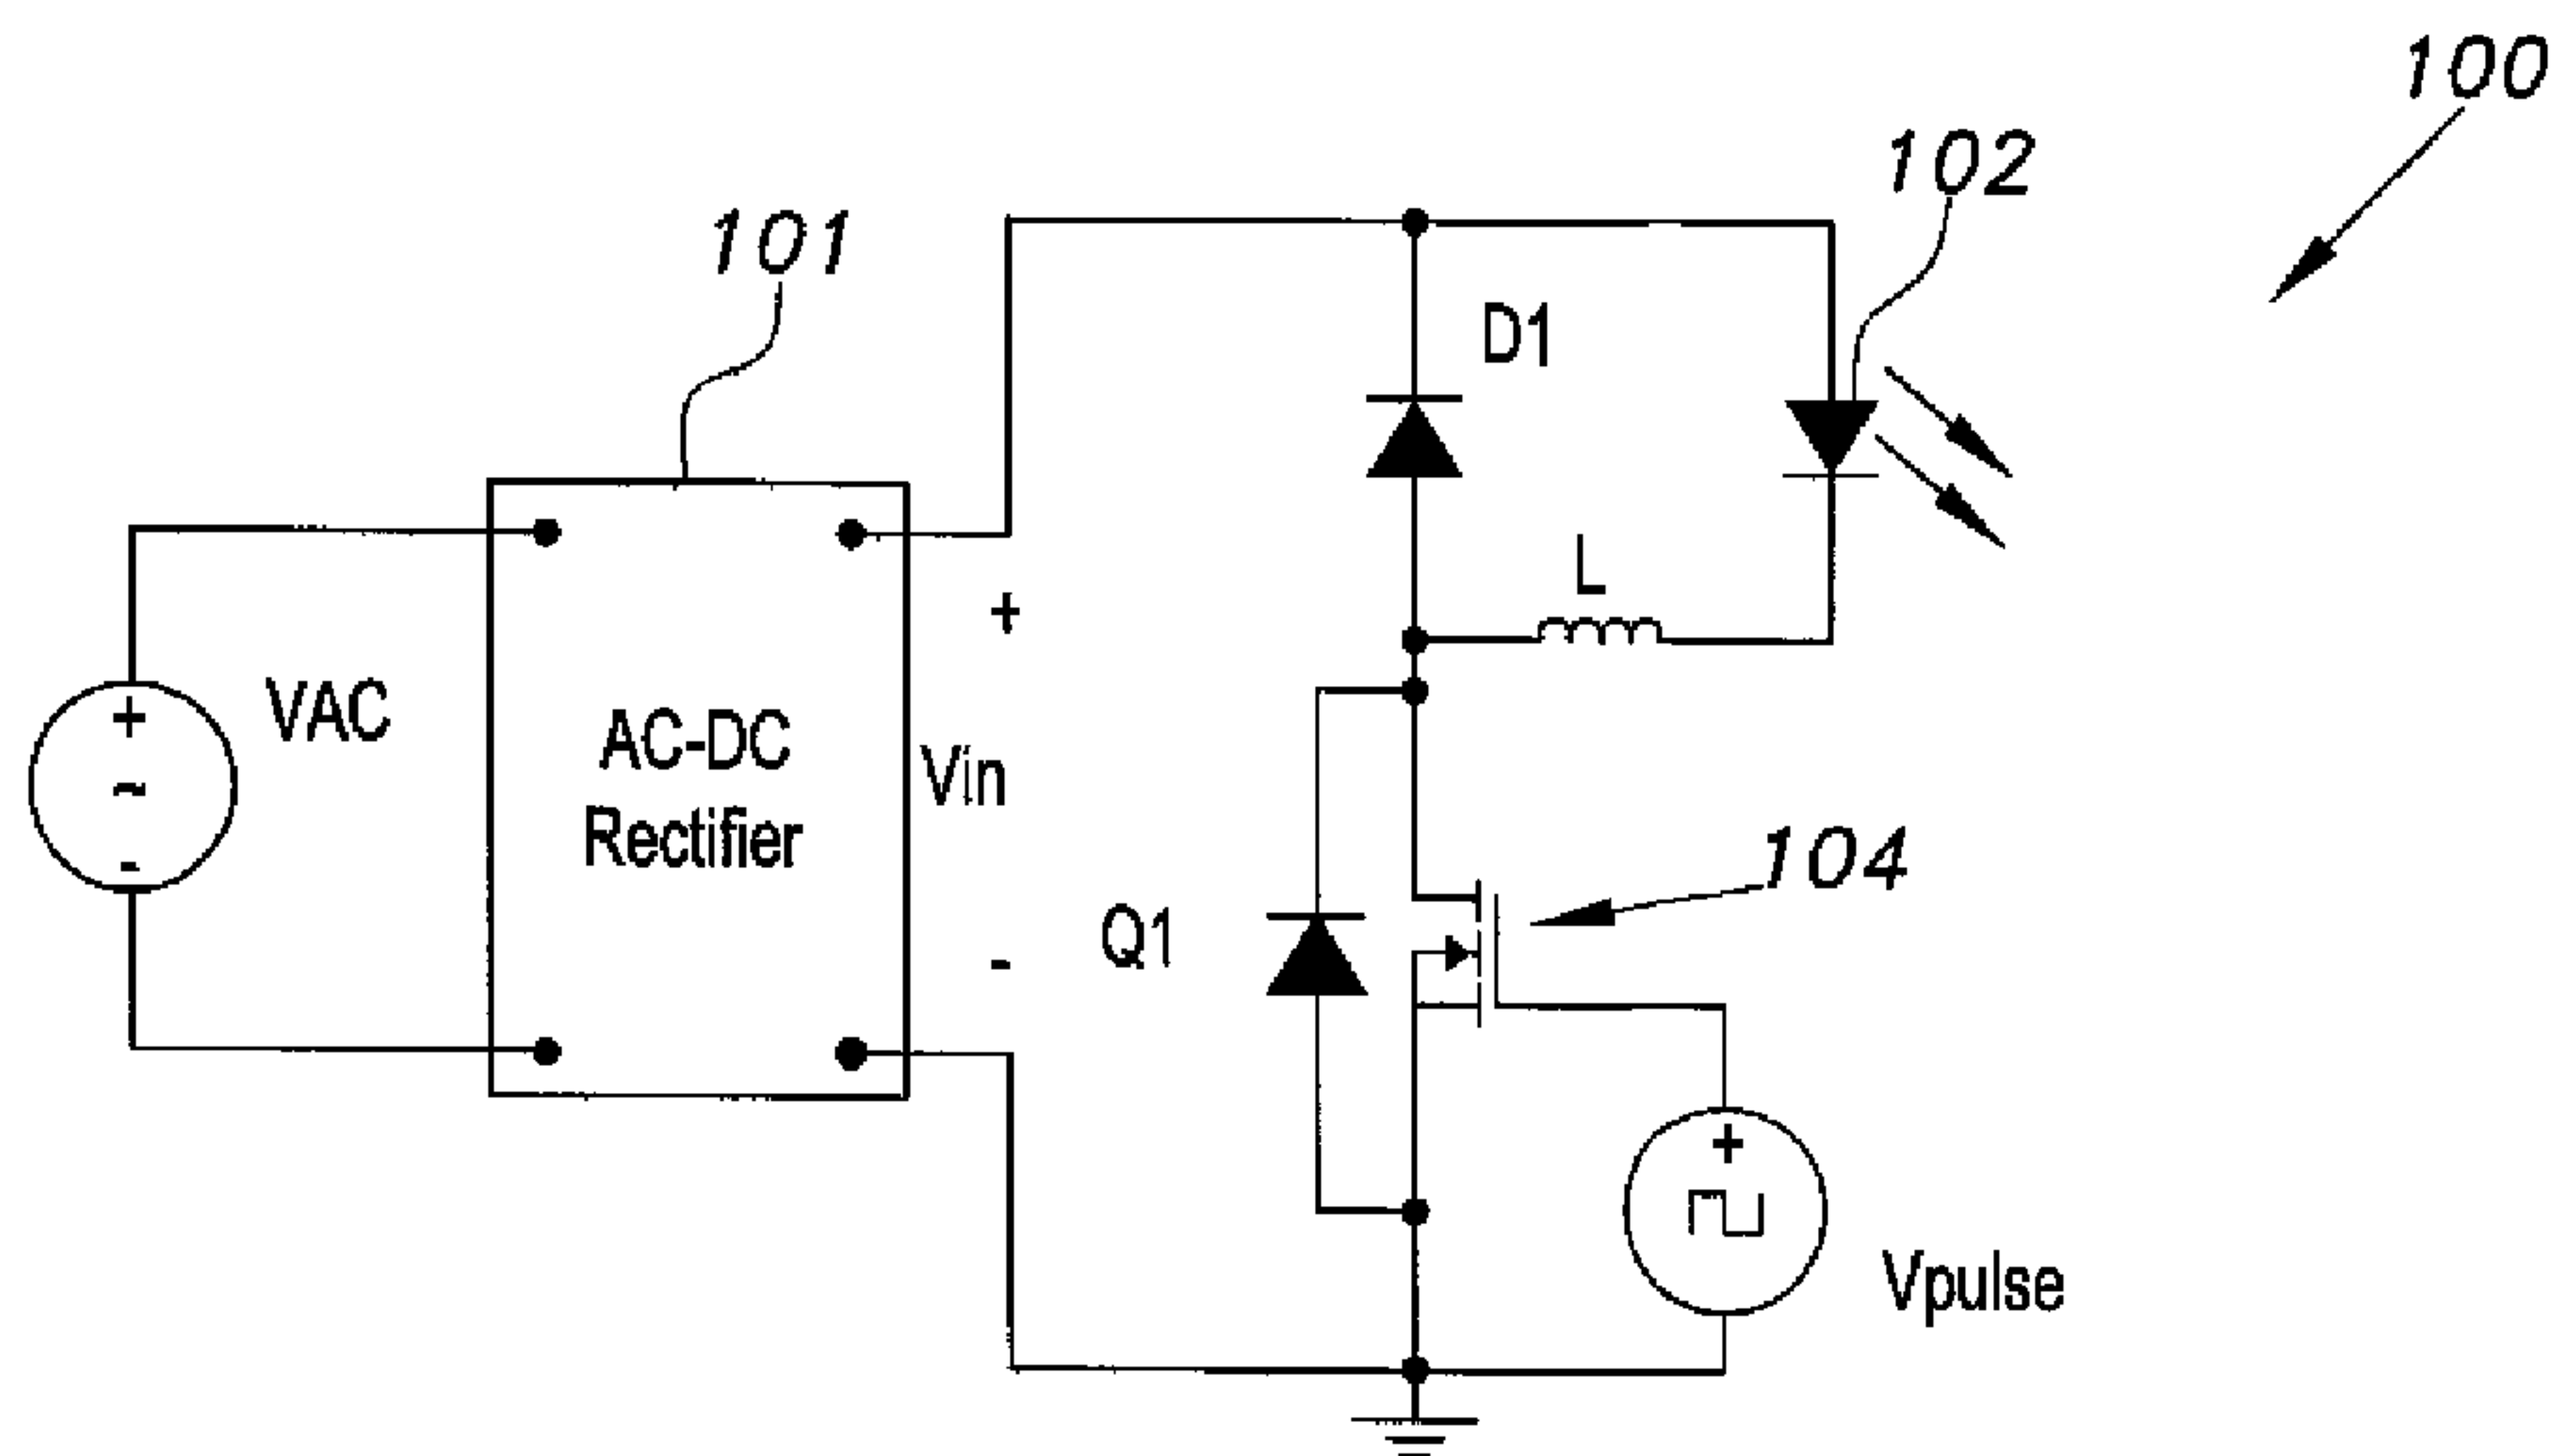 100
102
101
D1
L
+
VAC
+
~
-
AC-DC
Rectifier
Vin
104
Q1
-
+
Vpulse